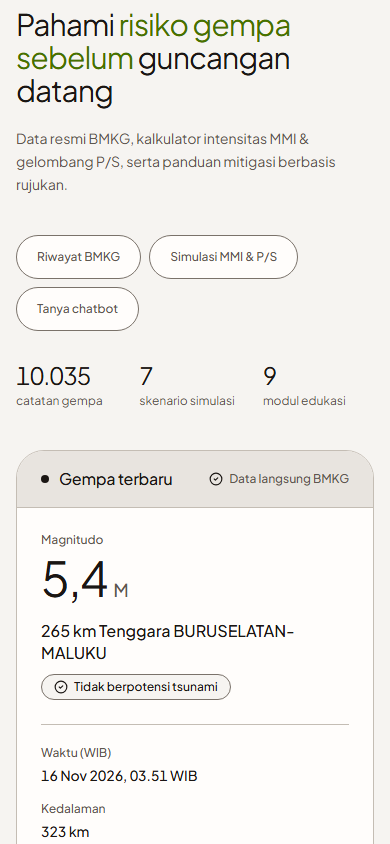 Pahami risiko gempa
sebelum guncangan
datang
Data resmi BMKG, kalkulator intensitas MMI &
gelombang P/S, serta panduan mitigasi berbasis
rujukan.
Riwayat BMKG
Simulasi MMI & P/S
Tanya chatbot
10.035
7
9
catatan gempa
skenario simulasi
modul edukasi
Gempa terbaru
Data langsung BMKG
Magnitudo
5,4 M
265 km Tenggara BURUSELATAN-
MALUKU
Tidak berpotensi tsunami
Waktu (WIB)
16 Nov 2026, 03.51 WIB
Kedalaman
323 km